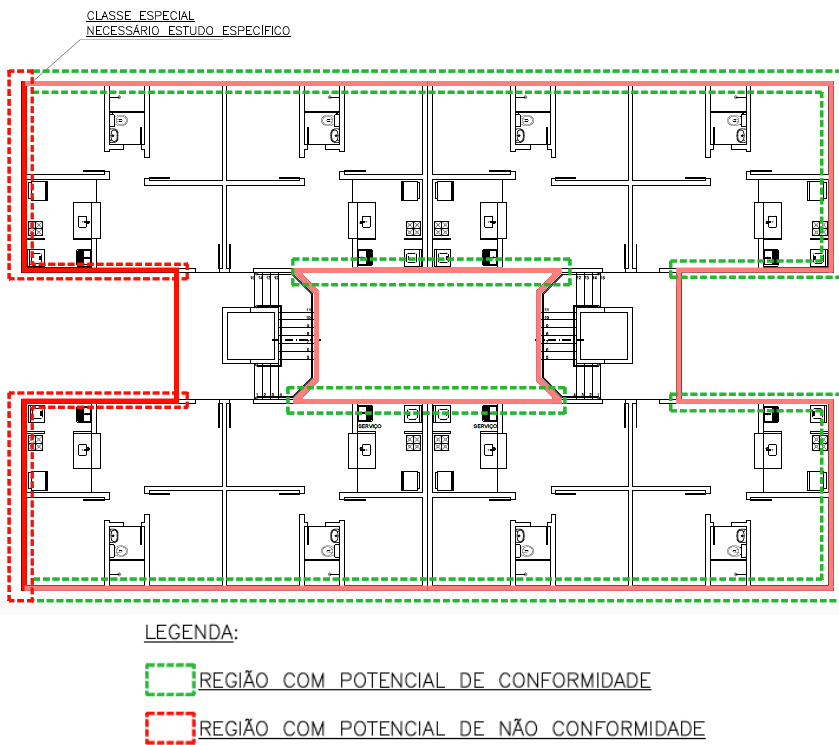 CLASSE ESPECIAL
NECESSÁRIO ESTUDO ESPECÍFICO
SERVIÇO
SERVIÇO
LEGENDA:
REGIÃO COM POTENCIAL DE CONFORMIDADE
REGIÃO COM POTENCIAL DE NÃO CONFORMIDADE